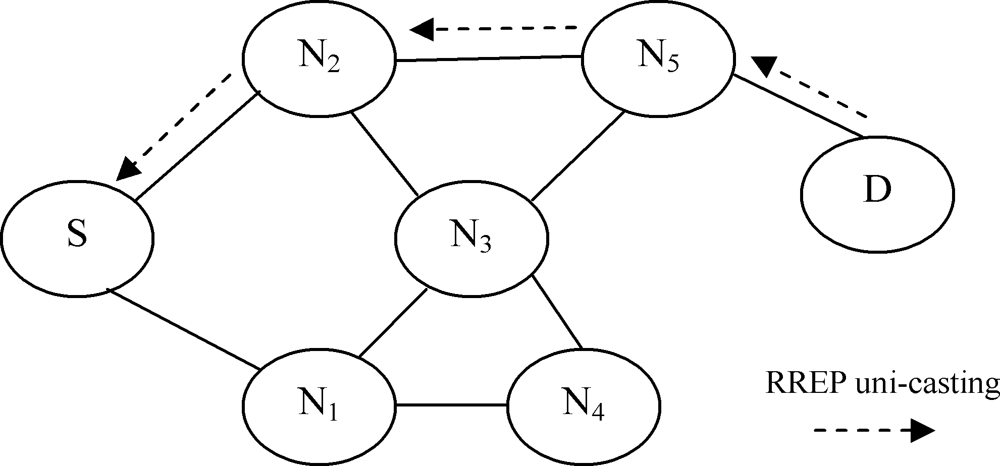 N₂
N₅
D
S
N₃
RREP uni-casting
N₁
N₄